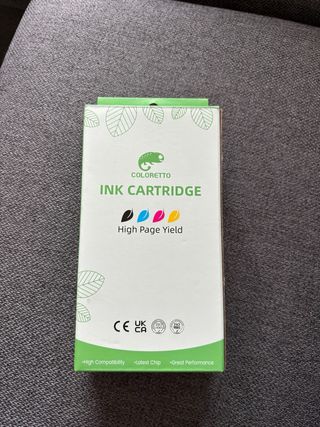 COLORETTO
INK CARTRIDGE
High Page Yield
CE UK CA
•High Compatibility •Latest Chip •Great Performance